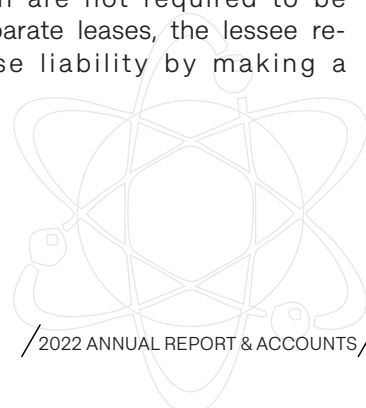 are not required to be
parate leases, the lessee re-
se liability by making a
/2022 ANNUAL REPORT & ACCOUNTS/